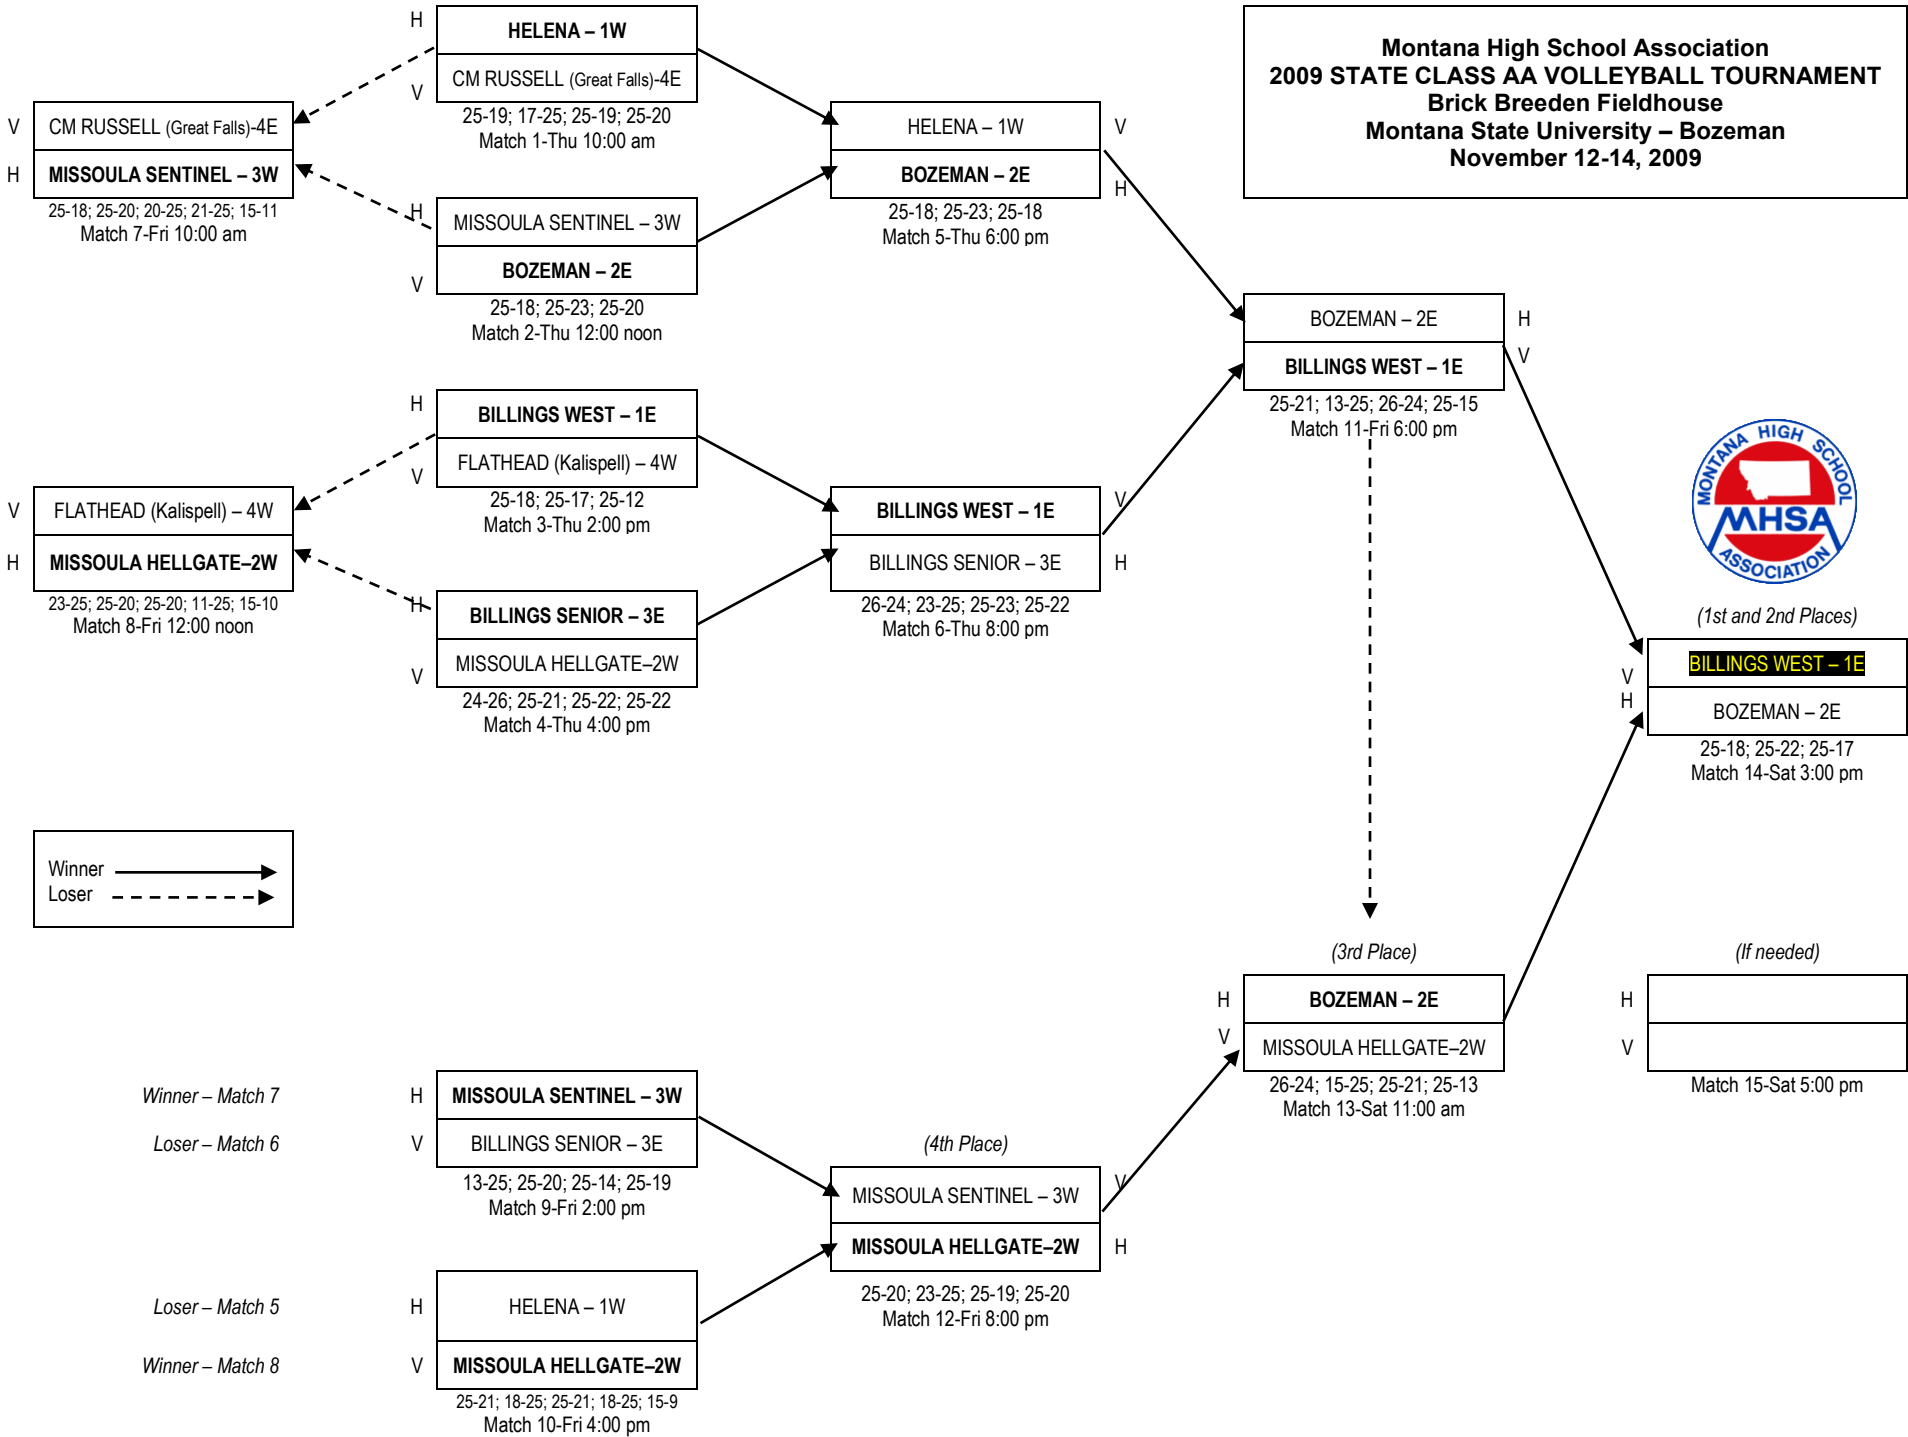 Montana High School Association
2009 STATE CLASS AA VOLLEYBALL TOURNAMENT
Brick Breeden Fieldhouse
Montana State University – Bozeman
November 12-14, 2009
H
HELENA – 1W
V
CM RUSSELL (Great Falls)-4E
25-19; 17-25; 25-19; 25-20
Match 1-Thu 10:00 am
V
CM RUSSELL (Great Falls)-4E
H
MISSOULA SENTINEL – 3W
25-18; 25-20; 20-25; 21-25; 15-11
Match 7-Fri 10:00 am
H
MISSOULA SENTINEL – 3W
V
BOZEMAN – 2E
25-18; 25-23; 25-20
Match 2-Thu 12:00 noon
HELENA – 1W
V
BOZEMAN – 2E
H
25-18; 25-23; 25-18
Match 5-Thu 6:00 pm
BOZEMAN – 2E
H
BILLINGS WEST – 1E
V
25-21; 13-25; 26-24; 25-15
Match 11-Fri 6:00 pm
H
BILLINGS WEST – 1E
V
FLATHEAD (Kalispell) – 4W
25-18; 25-17; 25-12
Match 3-Thu 2:00 pm
V
FLATHEAD (Kalispell) – 4W
H
MISSOULA HELLGATE–2W
23-25; 25-20; 25-20; 11-25; 15-10
Match 8-Fri 12:00 noon
H
BILLINGS SENIOR – 3E
V
MISSOULA HELLGATE–2W
24-26; 25-21; 25-22; 25-22
Match 4-Thu 4:00 pm
BILLINGS WEST – 1E
V
BILLINGS SENIOR – 3E
H
26-24; 23-25; 25-23; 25-22
Match 6-Thu 8:00 pm
MONTANA HIGH SCHOOL
MHSA
ASSOCIATION
(1st and 2nd Places)
V
BILLINGS WEST – 1E
H
BOZEMAN – 2E
25-18; 25-22; 25-17
Match 14-Sat 3:00 pm
Winner
Loser
(3rd Place)
H
BOZEMAN – 2E
V
MISSOULA HELLGATE–2W
26-24; 15-25; 25-21; 25-13
Match 13-Sat 11:00 am
(If needed)
H
V
Match 15-Sat 5:00 pm
Winner – Match 7
H
MISSOULA SENTINEL – 3W
Loser – Match 6
V
BILLINGS SENIOR – 3E
13-25; 25-20; 25-14; 25-19
Match 9-Fri 2:00 pm
(4th Place)
MISSOULA SENTINEL – 3W
V
MISSOULA HELLGATE–2W
H
25-20; 23-25; 25-19; 25-20
Match 12-Fri 8:00 pm
Loser – Match 5
H
HELENA – 1W
Winner – Match 8
V
MISSOULA HELLGATE–2W
25-21; 18-25; 25-21; 18-25; 15-9
Match 10-Fri 4:00 pm